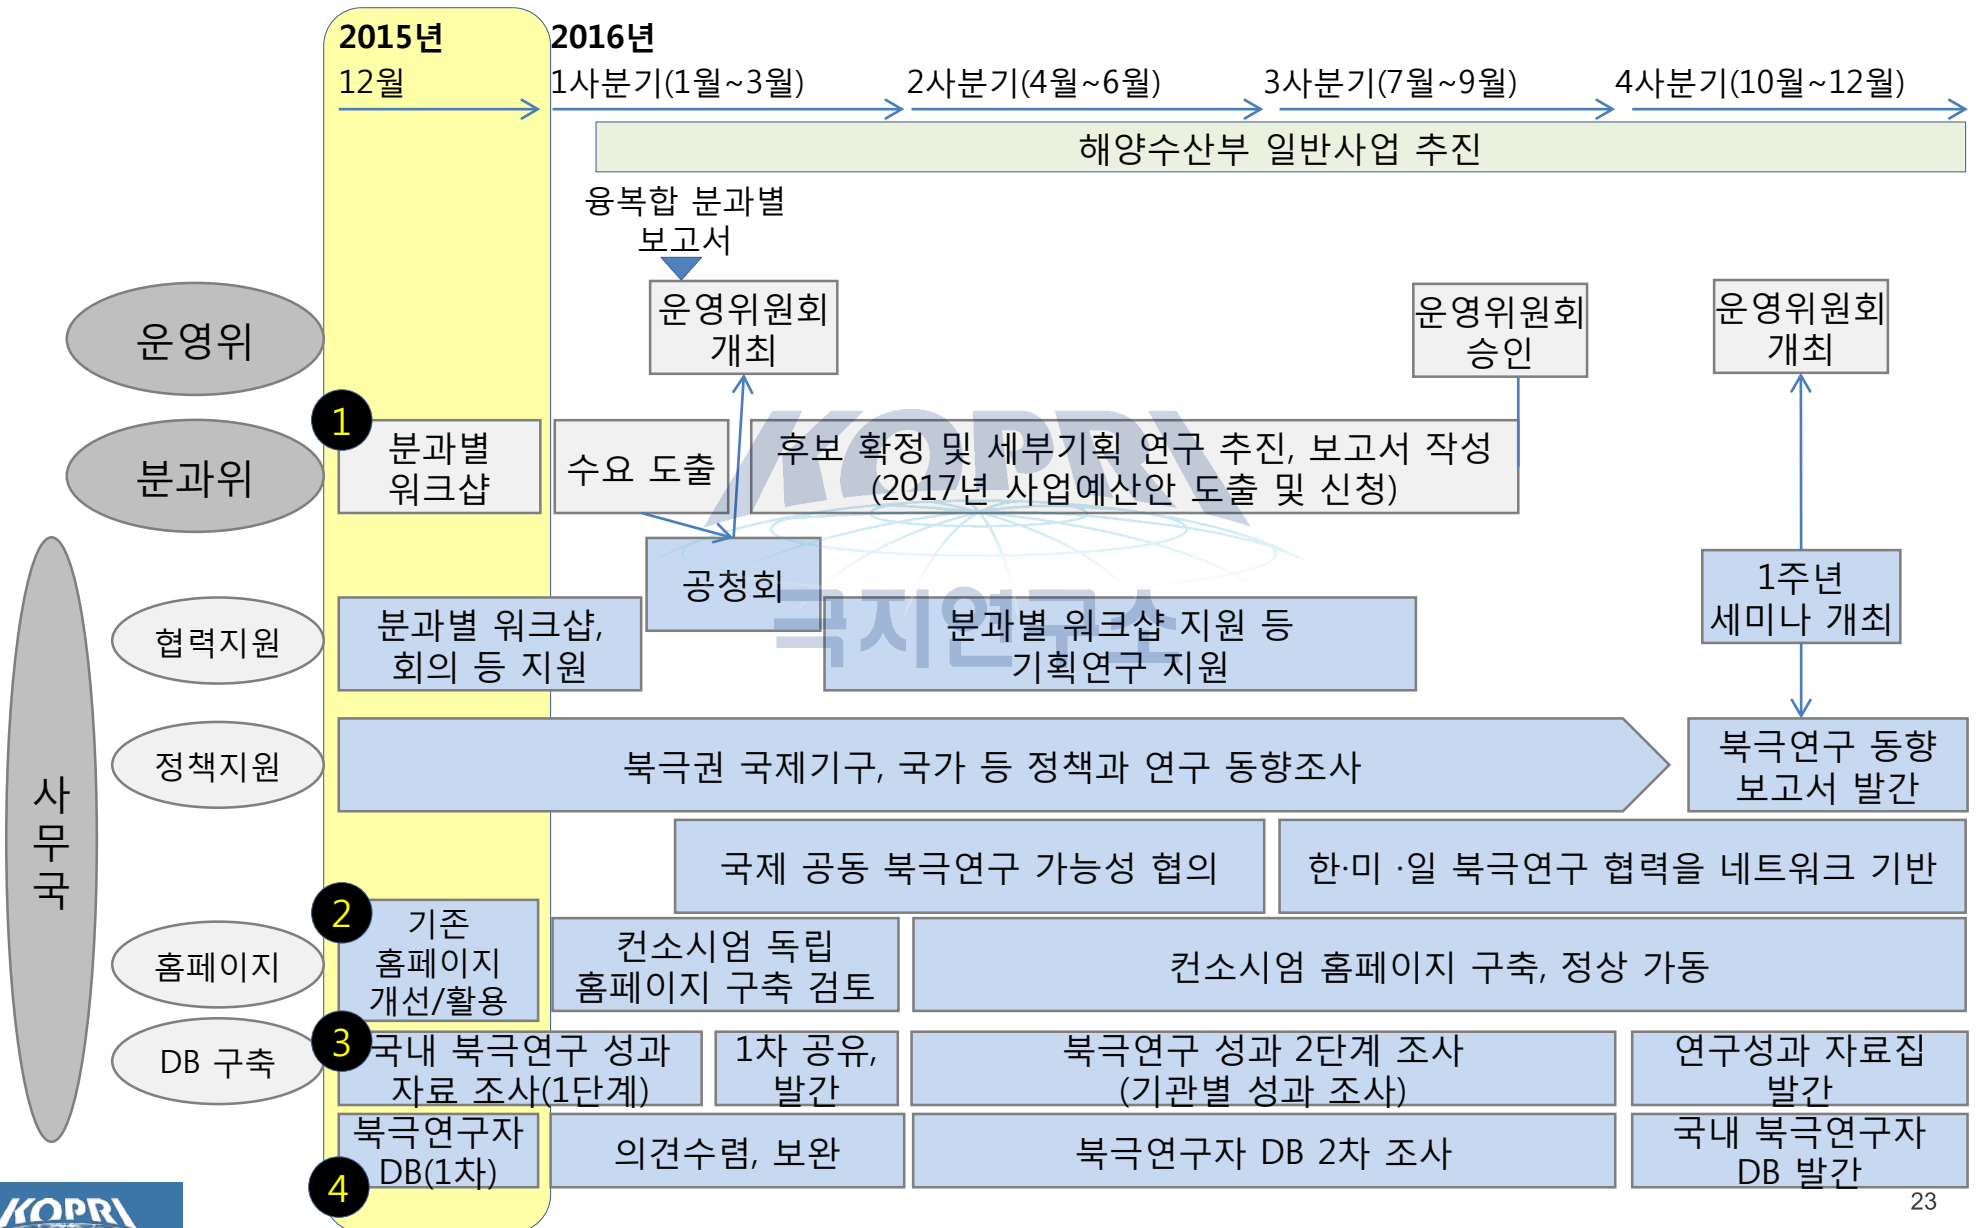 2015년
2016년
12월
1사분기(1월~3월)
2사분기(4월~6월)
3사분기(7월~9월)
4사분기(10월~12월)
해양수산부 일반사업 추진
융복합 분과별
보고서
운영위
운영위원회
개최
운영위원회
승인
운영위원회
개최
분과위
1
분과별
워크샵
수요 도출
후보 확정 및 세부기획 연구 추진, 보고서 작성
(2017년 사업예산안 도출 및 신청)
KOPRI
극지연구소
사
무
국
협력지원
분과별 워크샵,
회의 등 지원
공청회
분과별 워크샵 지원 등
기획연구 지원
1주년
세미나 개최
정책지원
북극권 국제기구, 국가 등 정책과 연구 동향조사
북극연구 동향
보고서 발간
국제 공동 북극연구 가능성 협의
한·미 ·일 북극연구 협력을 네트워크 기반
홈페이지
2
기존
홈페이지
개선/활용
컨소시엄 독립
홈페이지 구축 검토
컨소시엄 홈페이지 구축, 정상 가동
DB 구축
3
국내 북극연구 성과
자료 조사(1단계)
1차 공유,
발간
북극연구 성과 2단계 조사
(기관별 성과 조사)
연구성과 자료집
발간
4
북극연구자
DB(1차)
의견수렴, 보완
북극연구자 DB 2차 조사
국내 북극연구자
DB 발간
KOPRI
23